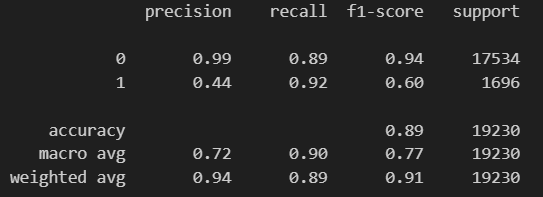 precision recall f1-score support
0 0.99 0.89 0.94 17534
1 0.44 0.92 0.60 1696
accuracy 0.89 19230
macro avg 0.72 0.90 0.77 19230
weighted avg 0.94 0.89 0.91 19230